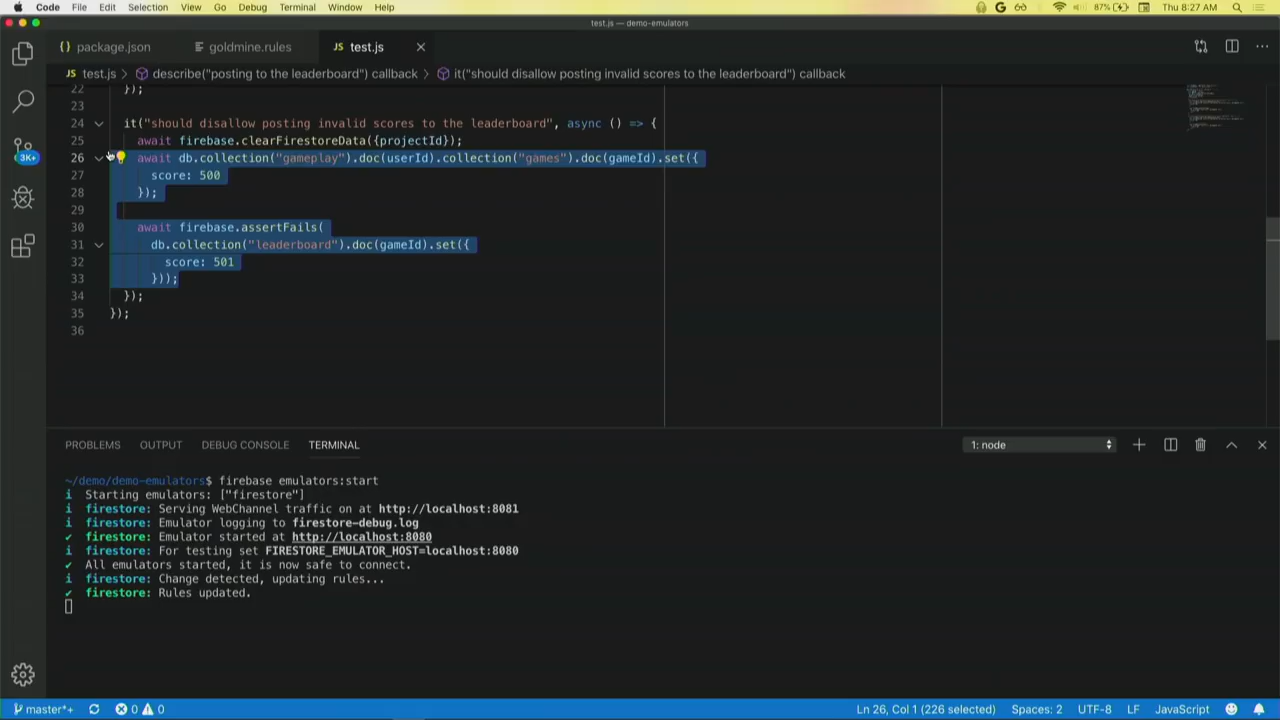 Code File Edit Selection View Go Debug Terminal Window Help 87% Thu 8:27 AM
test.js — demo-emulators
{ } package.json goldmine.rules JS test.js
JS test.js > describe("posting to the leaderboard") callback > it("should disallow posting invalid scores to the leaderboard") callback
22 });
23
24 it("should disallow posting invalid scores to the leaderboard", async () => {
25 await firebase.clearFirestoreData({projectId});
26 await db.collection("gameplay").doc(userId).collection("games").doc(gameId).set({
27 score: 500
28 });
29
30 await firebase.assertFails(
31 db.collection("leaderboard").doc(gameId).set({
32 score: 501
33 }));
34 });
35 });
36
3K+
PROBLEMS OUTPUT DEBUG CONSOLE TERMINAL 1: node
~/demo/demo-emulators$ firebase emulators:start
i Starting emulators: ["firestore"]
i firestore: Serving WebChannel traffic on at http://localhost:8081
i firestore: Emulator logging to firestore-debug.log
✔ firestore: Emulator started at http://localhost:8080
i firestore: For testing set FIRESTORE_EMULATOR_HOST=localhost:8080
✔ All emulators started, it is now safe to connect.
i firestore: Change detected, updating rules...
✔ firestore: Rules updated.
master*+ 0 0 Ln 26, Col 1 (226 selected) Spaces: 2 UTF-8 LF JavaScript